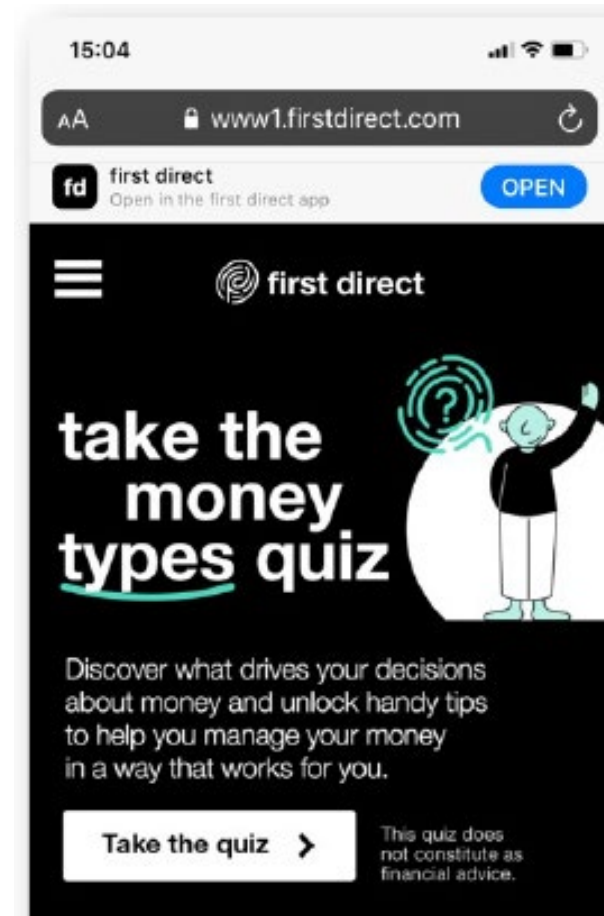 15:04
AA www1.firstdirect.com
fd first direct
Open in the first direct app
OPEN
first direct
take the
money
types quiz
?
Discover what drives your decisions
about money and unlock handy tips
to help you manage your money
in a way that works for you.
Take the quiz
This quiz does
not constitute as
financial advice.